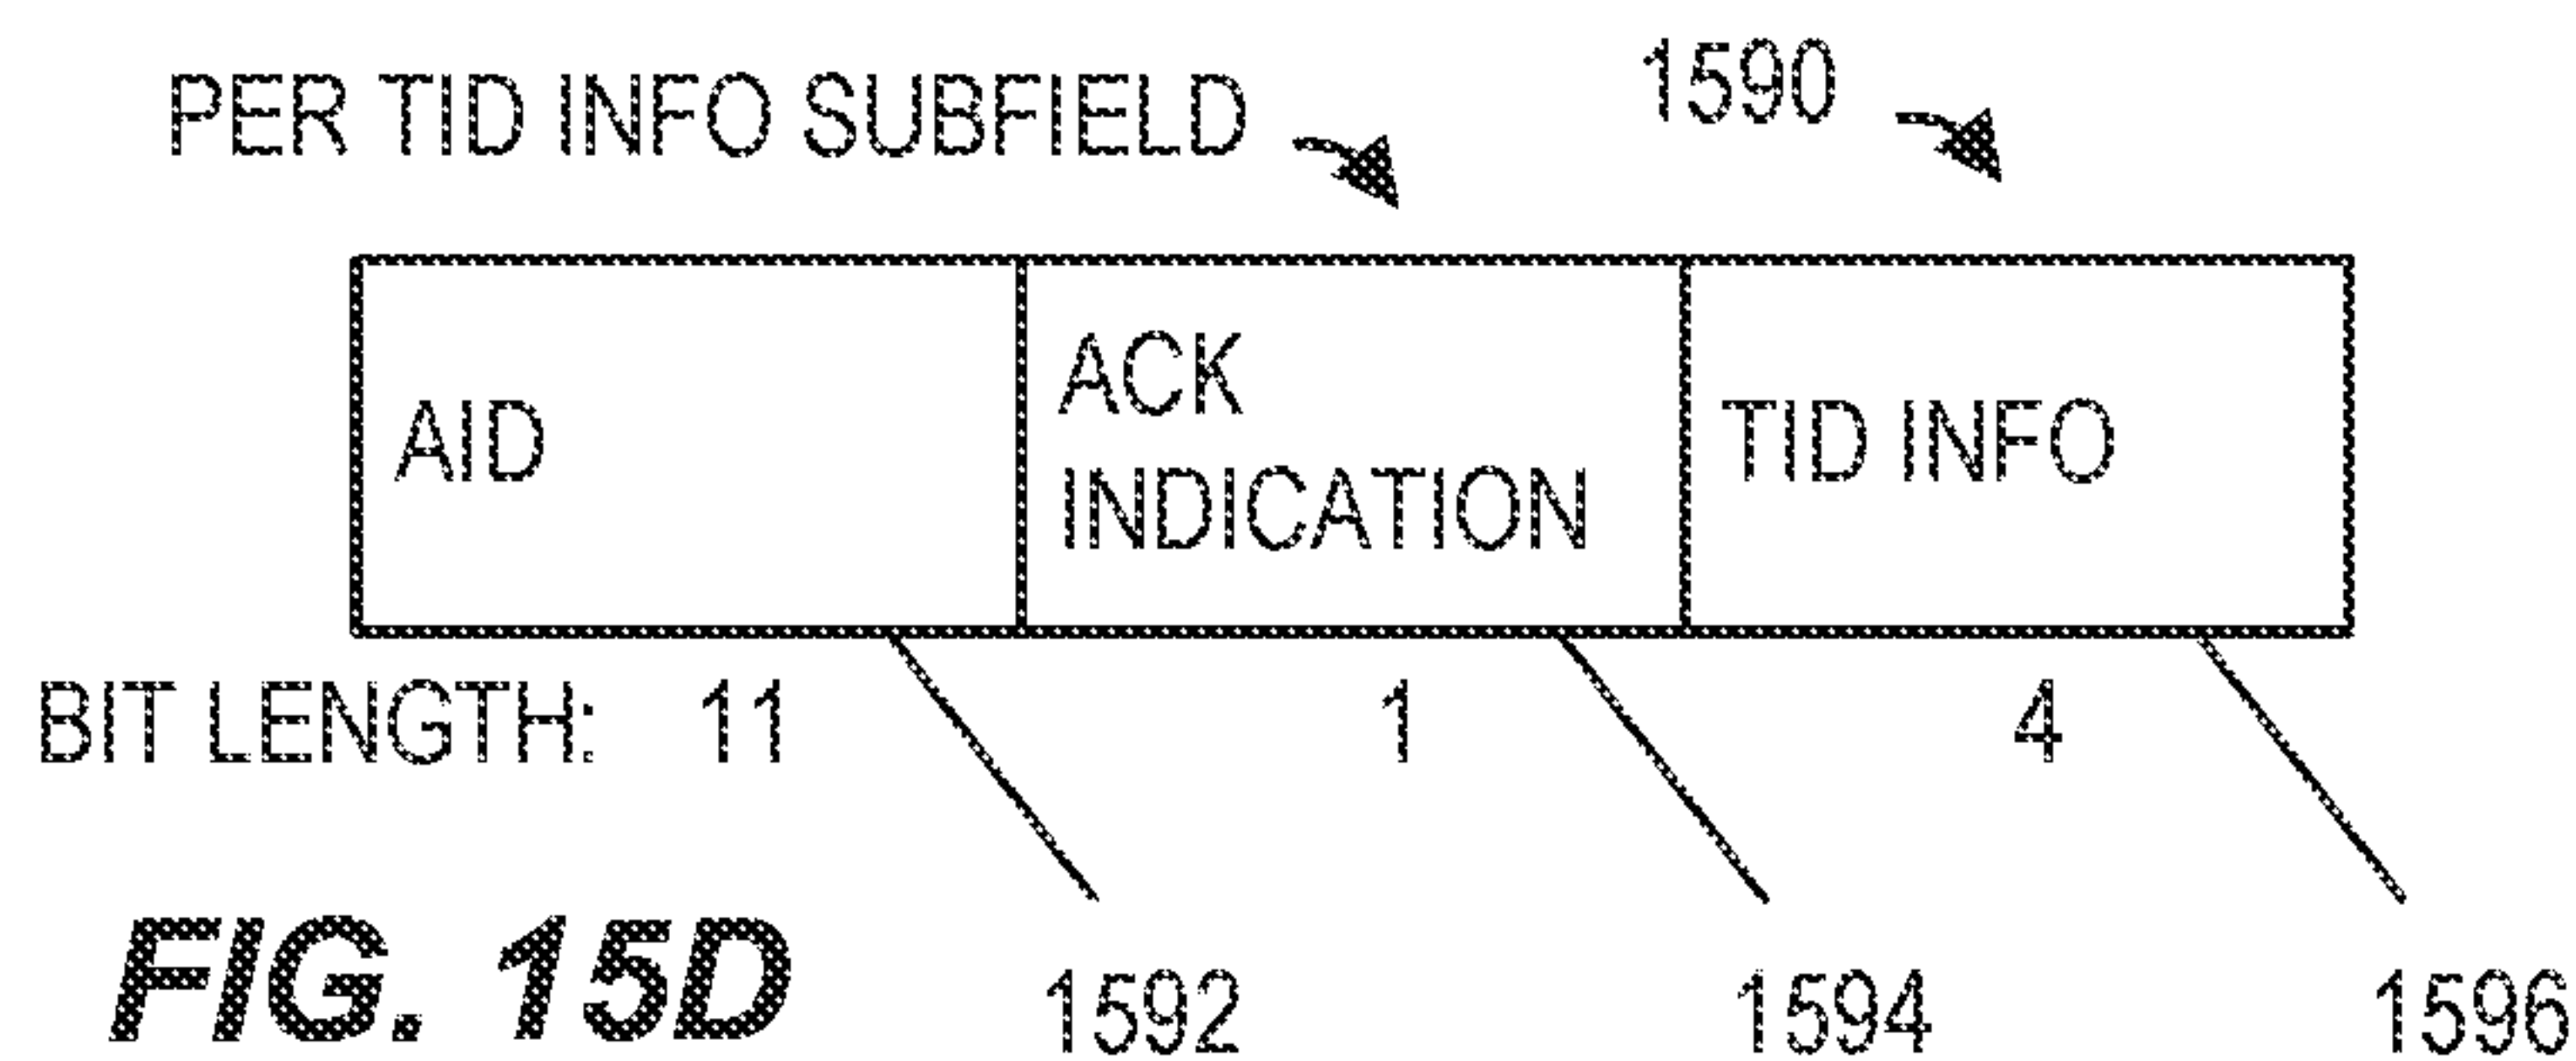 PER TID INFO SUBFIELD 1590
AID ACK INDICATION TID INFO
BIT LENGTH: 11 1 4
FIG. 15D 1592 1594 1596